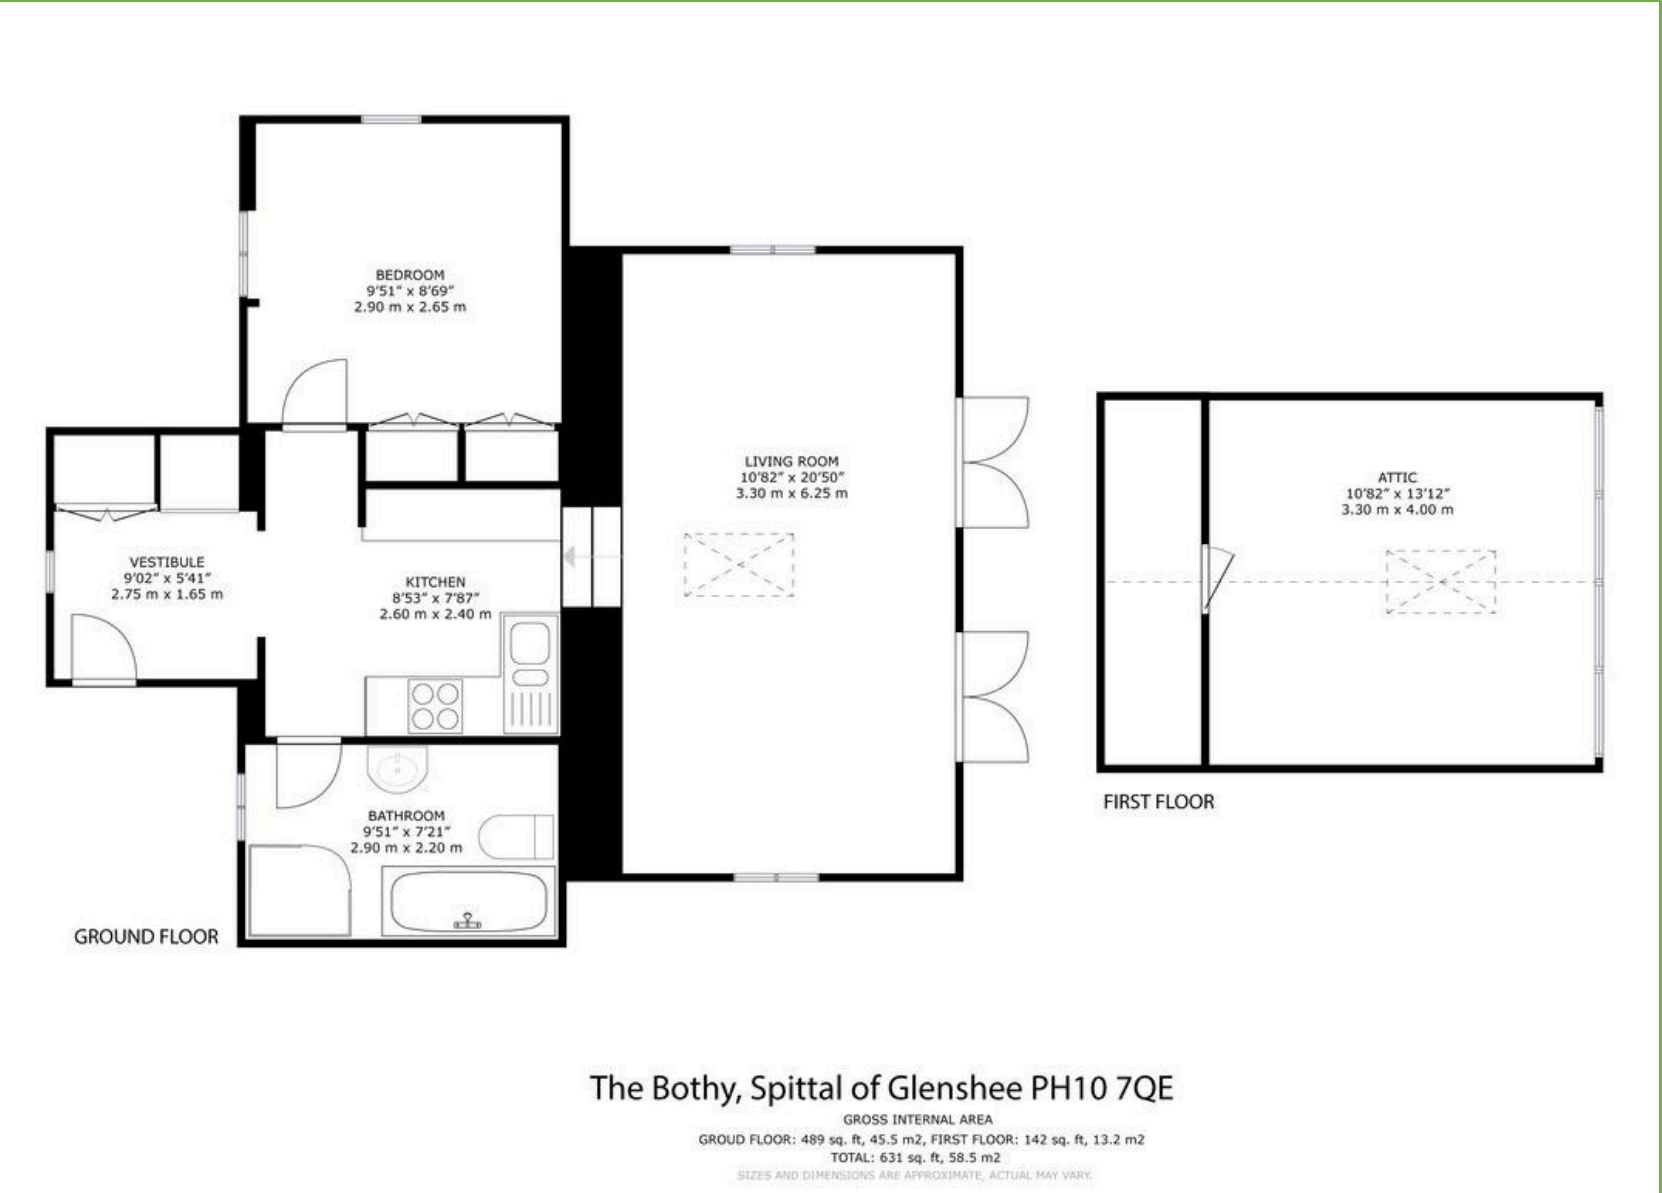 BEDROOM
9'51" x 8'69"
2.90 m x 2.65 m
LIVING ROOM
10'82" x 20'50"
3.30 m x 6.25 m
ATTIC
10'82" x 13'12"
3.30 m x 4.00 m
VESTIBULE
9'02" x 5'41"
2.75 m x 1.65 m
KITCHEN
8'53" x 7'87"
2.60 m x 2.40 m
FIRST FLOOR
BATHROOM
9'51" x 7'21"
2.90 m x 2.20 m
GROUND FLOOR
The Bothy, Spittal of Glenshee PH10 7QE
GROSS INTERNAL AREA
GROUD FLOOR: 489 sq. ft, 45.5 m2, FIRST FLOOR: 142 sq. ft, 13.2 m2
TOTAL: 631 sq. ft, 58.5 m2
SIZES AND DIMENSIONS ARE APPROXIMATE, ACTUAL MAY VARY.